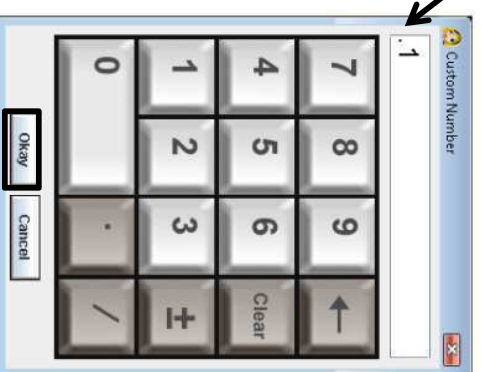 Custom Number
.1
7 8 9 ←
4 5 6 Clear
1 2 3 ±
0 . /
Okay Cancel